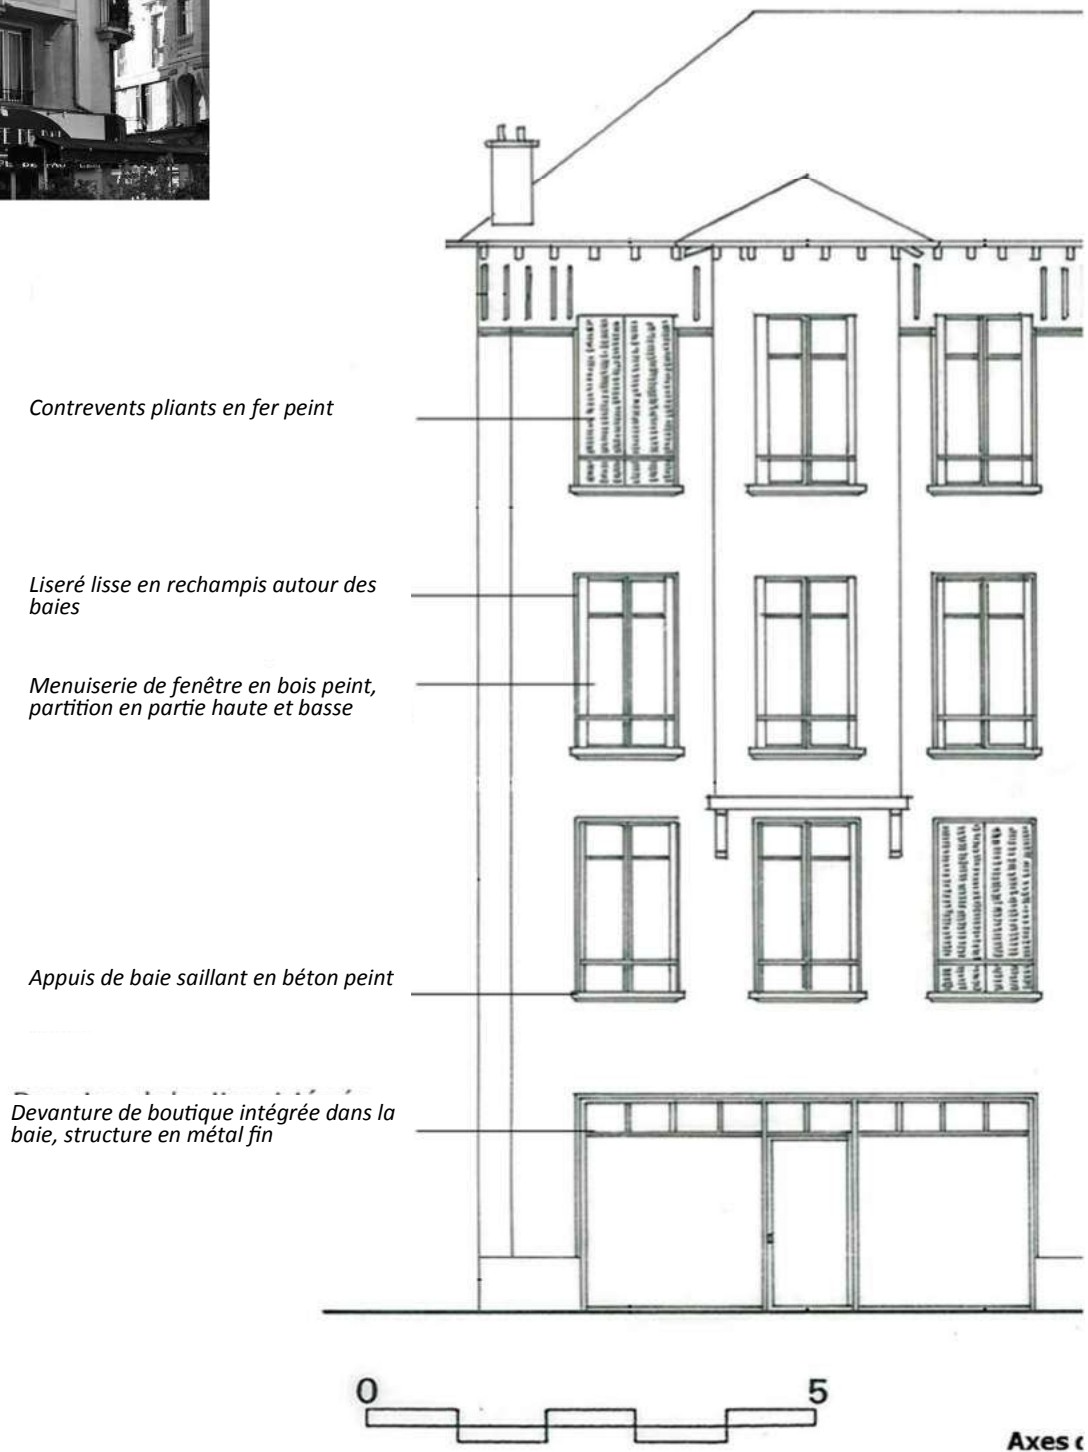 Contrevents pliants en fer peint
Liseré lisse en rechampis autour des
baies
Menuiserie de fenêtre en bois peint,
partition en partie haute et basse
Appuis de baie saillant en béton peint
Devanture de boutique intégrée dans la
baie, structure en métal fin
0 5
Axes